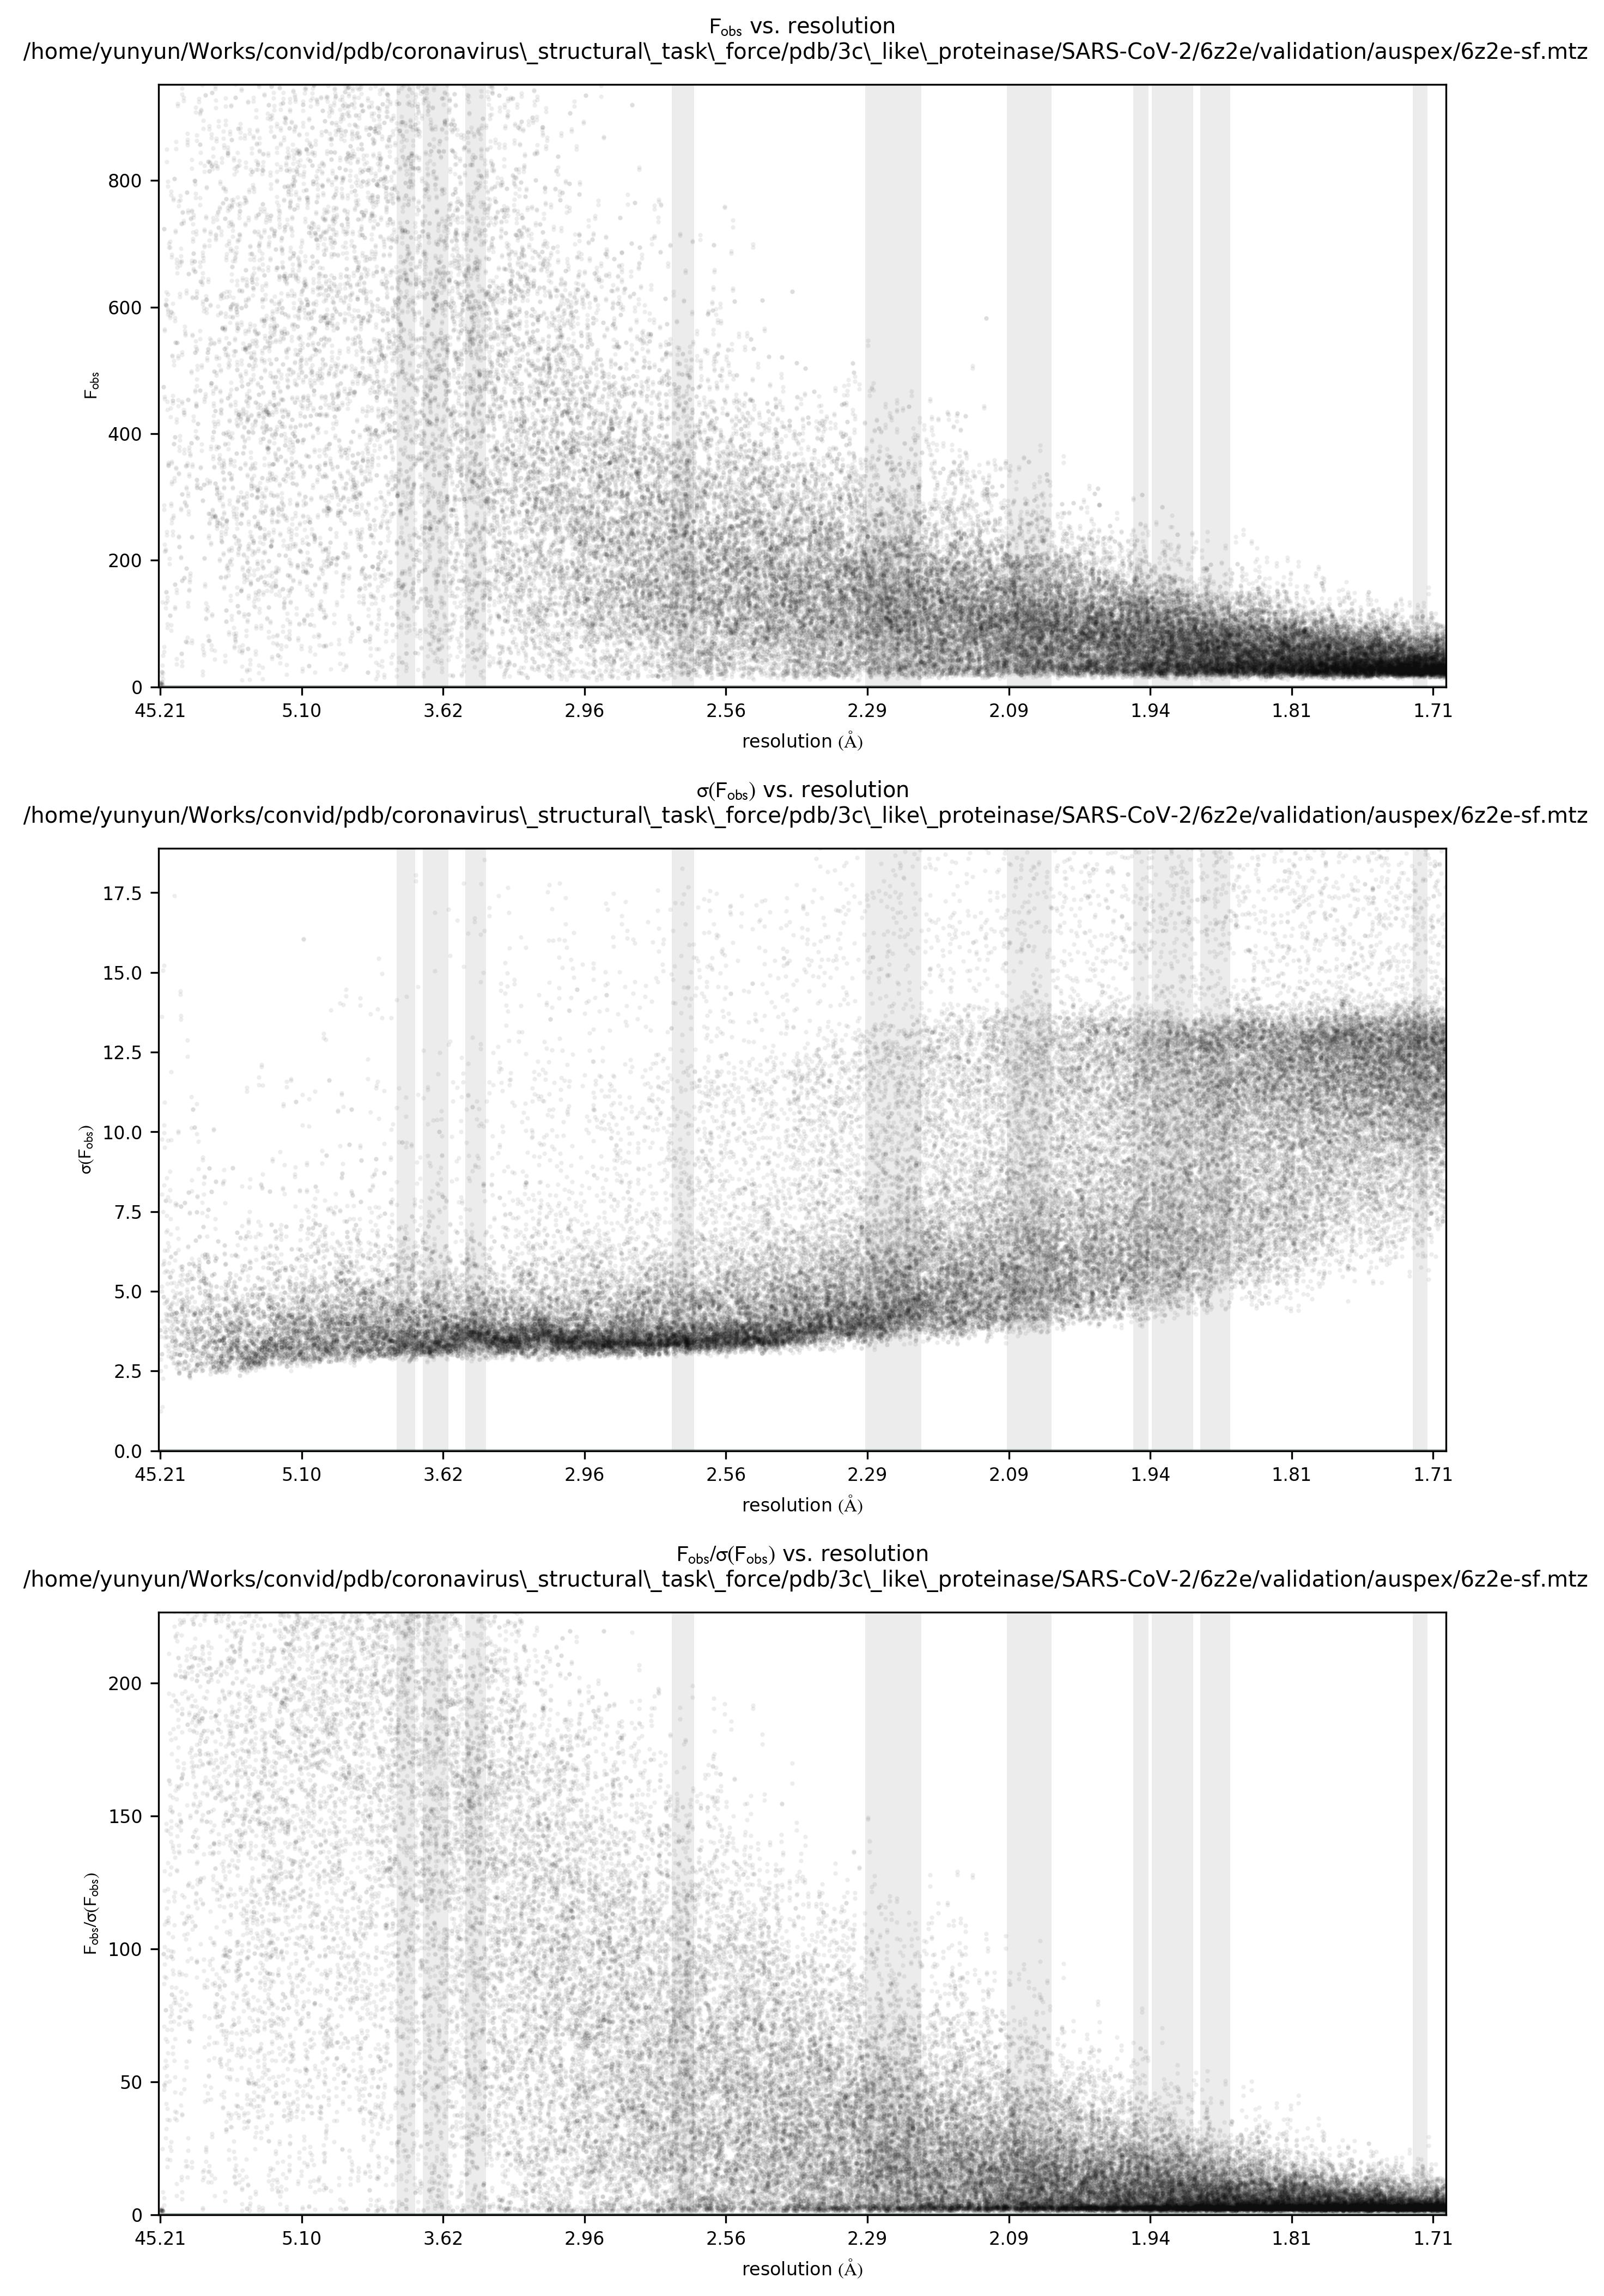 Fobs vs. resolution
/home/yunyun/Works/convid/pdb/coronavirus\_structural\_task\_force/pdb/3c\_like\_proteinase/SARS-CoV-2/6z2e/validation/auspex/6z2e-sf.mtz
800
600
400
200
0
Fobs
45.21 5.10 3.62 2.96 2.56 2.29 2.09 1.94 1.81 1.71
resolution (Å)
σ(Fobs) vs. resolution
/home/yunyun/Works/convid/pdb/coronavirus\_structural\_task\_force/pdb/3c\_like\_proteinase/SARS-CoV-2/6z2e/validation/auspex/6z2e-sf.mtz
17.5
15.0
12.5
10.0
7.5
5.0
2.5
0.0
σ(Fobs)
45.21 5.10 3.62 2.96 2.56 2.29 2.09 1.94 1.81 1.71
resolution (Å)
Fobs/σ(Fobs) vs. resolution
/home/yunyun/Works/convid/pdb/coronavirus\_structural\_task\_force/pdb/3c\_like\_proteinase/SARS-CoV-2/6z2e/validation/auspex/6z2e-sf.mtz
200
150
100
50
0
Fobs/σ(Fobs)
45.21 5.10 3.62 2.96 2.56 2.29 2.09 1.94 1.81 1.71
resolution (Å)